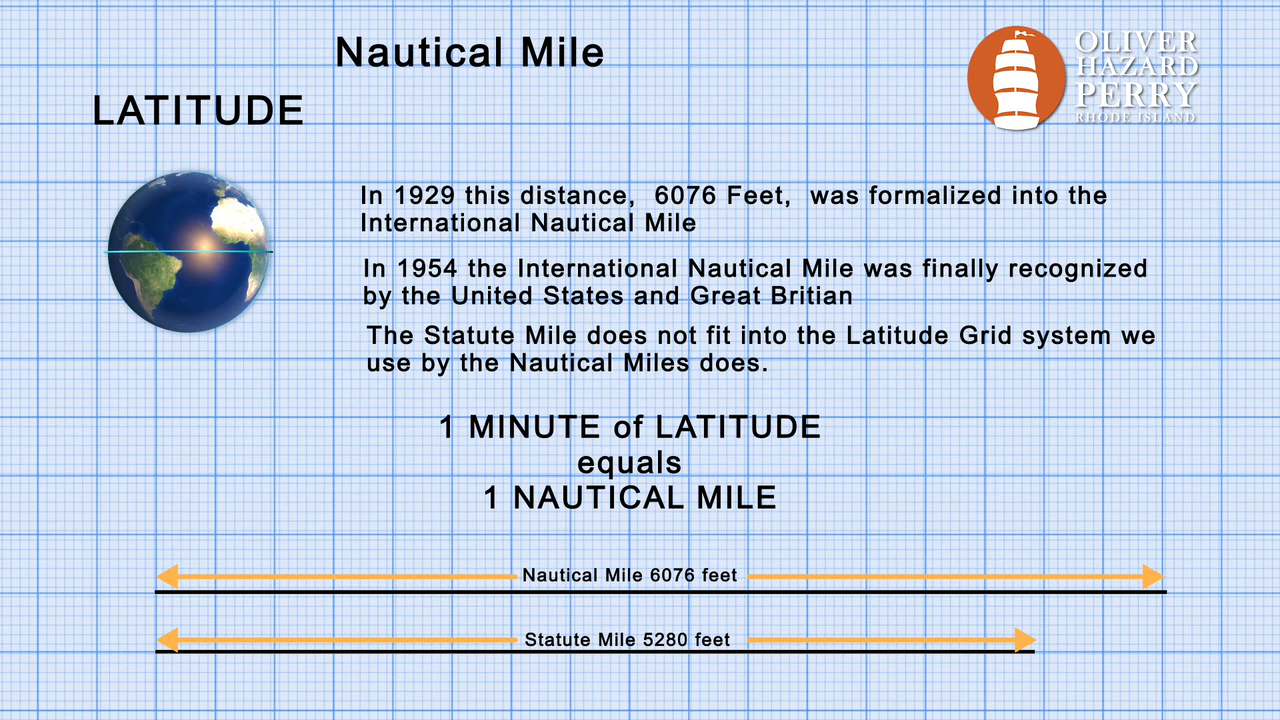 Nautical Mile
OLIVER
HAZARD
PERRY
RHODE ISLAND
LATITUDE
In 1929 this distance,  6076 Feet,  was formalized into the
International Nautical Mile
In 1954 the International Nautical Mile was finally recognized
by the United States and Great Britian
The Statute Mile does not fit into the Latitude Grid system we
use by the Nautical Miles does.
1 MINUTE of LATITUDE
equals
1 NAUTICAL MILE
Nautical Mile 6076 feet
Statute Mile 5280 feet